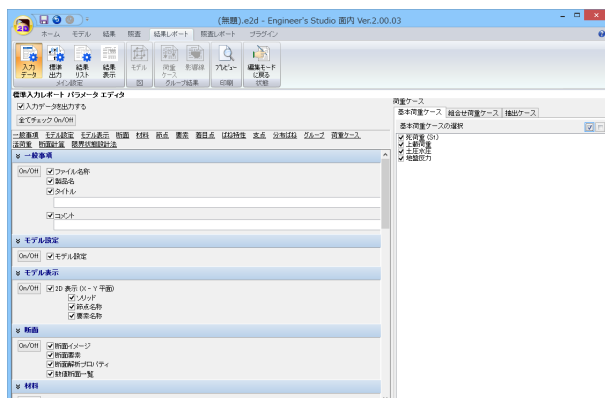 (無題).e2d - Engineer's Studio 面内 Ver.2.00.03
2D
ホーム モデル 結果 照査 結果レポート 照査レポート プラグイン
入力データ 標準出力 結果リスト 結果表示 モデル 荷重ケース 影響線 プレビュー 編集モードに戻る
メイン設定 図 グループ結果 印刷 状態
標準入力レポート パラメータ エディタ
入力データを出力する
全てチェック On/Off
一般事項 モデル設定 モデル表示 断面 材料 節点 要素 着目点 ばね特性 支点 分布ばね グループ 荷重ケース
活荷重 断面計算 限界状態設計法
一般事項
On/Off ファイル名称
製品名
タイトル
コメント
モデル設定
On/Off モデル設定
モデル表示
On/Off 2D 表示 (X - Y 平面)
ソリッド
節点名称
要素名称
断面
On/Off 断面イメージ
断面要素
断面解析プロパティ
数値断面一覧
材料
荷重ケース
基本荷重ケース 組合せ荷重ケース 抽出ケース
基本荷重ケースの選択
死荷重 (St)
上載荷重
土圧水圧
地盤反力